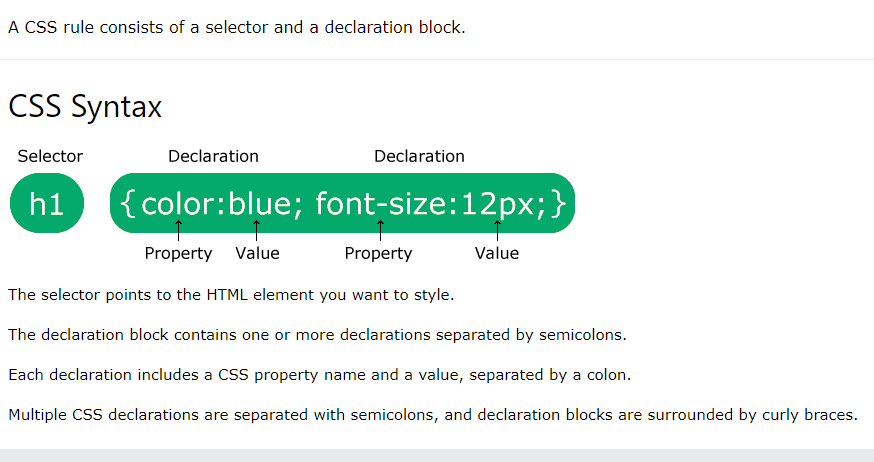 A CSS rule consists of a selector and a declaration block.
CSS Syntax
Selector Declaration Declaration
h1 { color:blue; font-size:12px;}
Property Value Property Value
The selector points to the HTML element you want to style.
The declaration block contains one or more declarations separated by semicolons.
Each declaration includes a CSS property name and a value, separated by a colon.
Multiple CSS declarations are separated with semicolons, and declaration blocks are surrounded by curly braces.